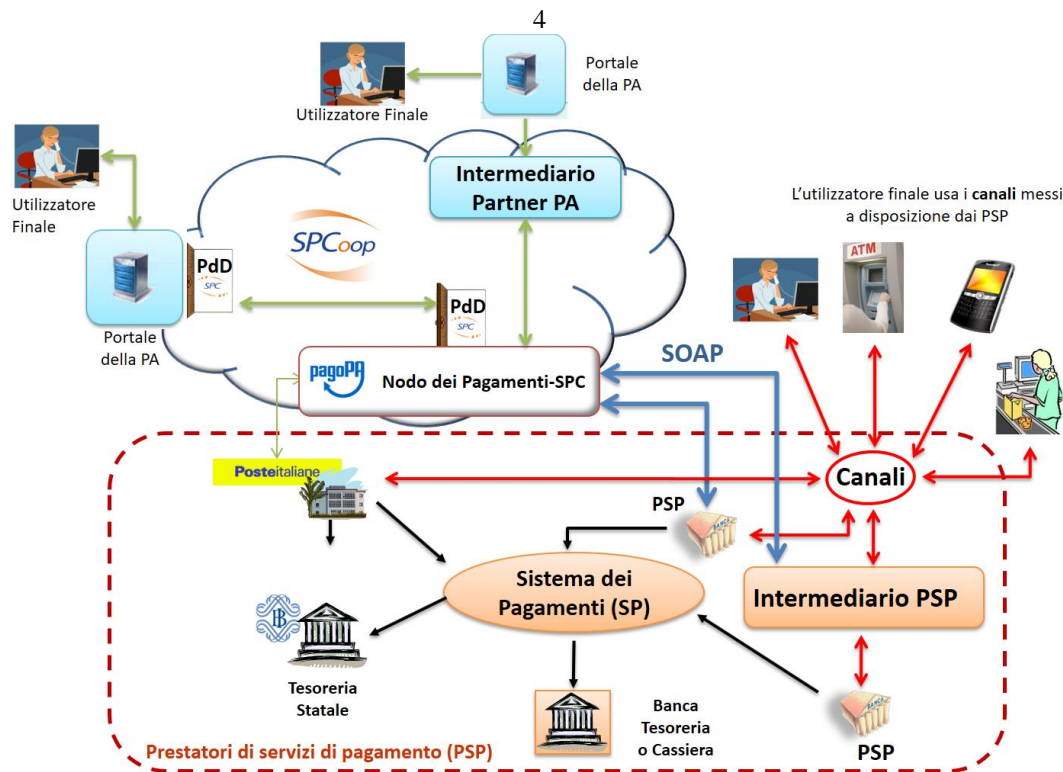 4
Portale
della PA
Utilizzatore Finale
Intermediario
Partner PA
Utilizzatore
Finale
L'utilizzatore finale usa i canali messi
a disposizione dai PSP
SPCoop
ATM
PdD
SPC
PdD
SPC
Portale
della PA
SOAP
pagoPA
Nodo dei Pagamenti-SPC
Posteitaliane
Canali
PSP
BANCA
Sistema dei
Pagamenti (SP)
Intermediario PSP
Tesoreria
Statale
Banca
Tesoreria
o Cassiera
BANCA
PSP
Prestatori di servizi di pagamento (PSP)